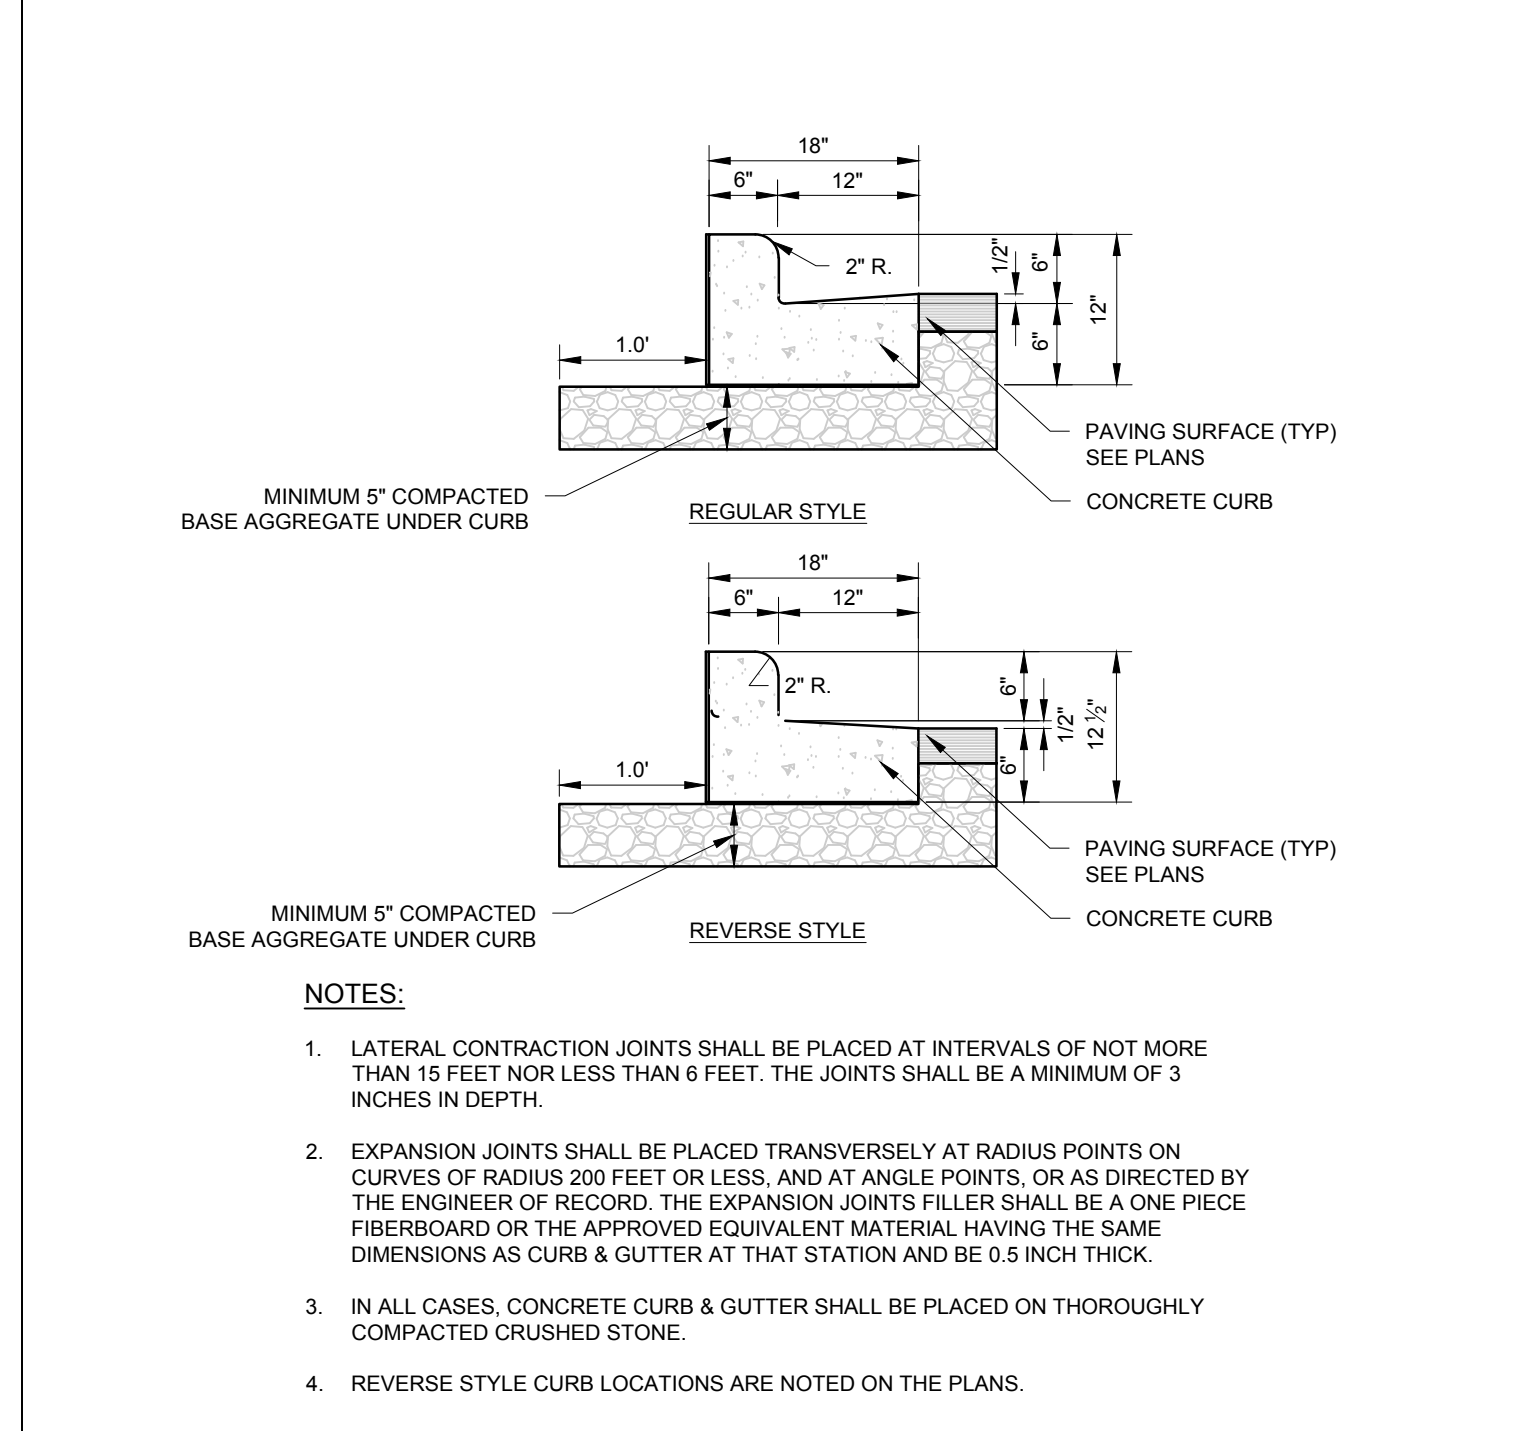 18"
6" 12"
2" R.
1/2"
6"
12"
6"
1.0'
PAVING SURFACE (TYP)
SEE PLANS
CONCRETE CURB
MINIMUM 5" COMPACTED
BASE AGGREGATE UNDER CURB
REGULAR STYLE
18"
6" 12"
2" R.
6"
1/2"
12 ½"
6"
1.0'
PAVING SURFACE (TYP)
SEE PLANS
CONCRETE CURB
MINIMUM 5" COMPACTED
BASE AGGREGATE UNDER CURB
REVERSE STYLE
NOTES:
1. LATERAL CONTRACTION JOINTS SHALL BE PLACED AT INTERVALS OF NOT MORE
THAN 15 FEET NOR LESS THAN 6 FEET. THE JOINTS SHALL BE A MINIMUM OF 3
INCHES IN DEPTH.
2. EXPANSION JOINTS SHALL BE PLACED TRANSVERSELY AT RADIUS POINTS ON
CURVES OF RADIUS 200 FEET OR LESS, AND AT ANGLE POINTS, OR AS DIRECTED BY
THE ENGINEER OF RECORD. THE EXPANSION JOINTS FILLER SHALL BE A ONE PIECE
FIBERBOARD OR THE APPROVED EQUIVALENT MATERIAL HAVING THE SAME
DIMENSIONS AS CURB & GUTTER AT THAT STATION AND BE 0.5 INCH THICK.
3. IN ALL CASES, CONCRETE CURB & GUTTER SHALL BE PLACED ON THOROUGHLY
COMPACTED CRUSHED STONE.
4. REVERSE STYLE CURB LOCATIONS ARE NOTED ON THE PLANS.